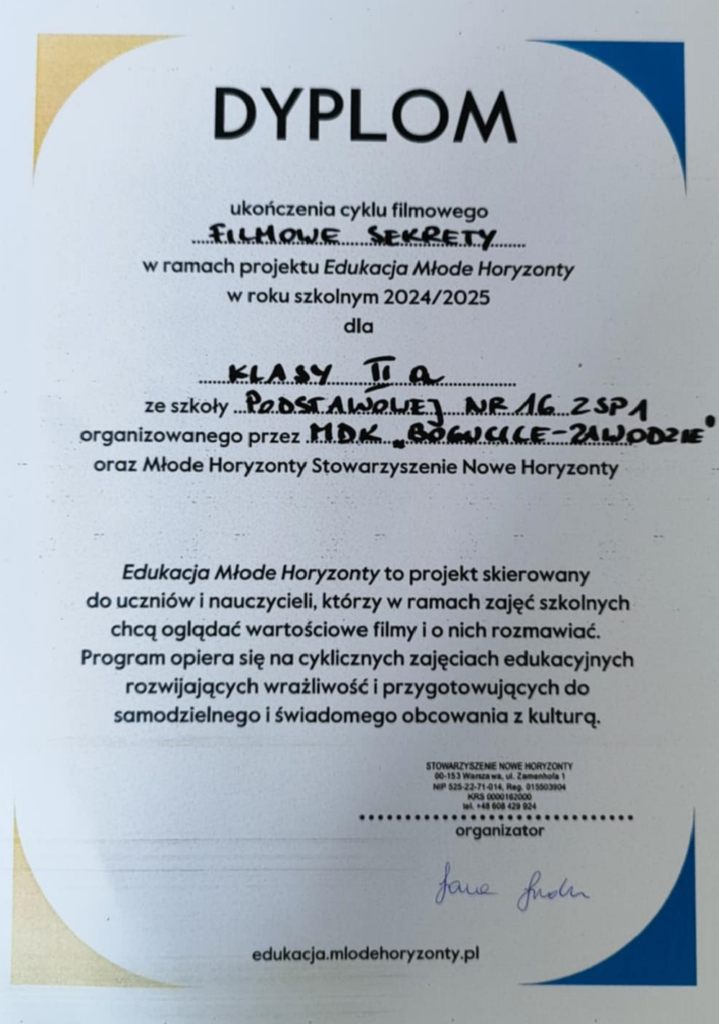 DYPLOM
ukończenia cyklu filmowego
FILMOWE SEKRETY
w ramach projektu Edukacja Młode Horyzonty
w roku szkolnym 2024/2025
dla
KLASY II a
ze szkoły PODSTAWOWEJ NR 16 ZSP1
organizowanego przez MDK „BOGUCICE-ZAWODZIE"
oraz Młode Horyzonty Stowarzyszenie Nowe Horyzonty
Edukacja Młode Horyzonty to projekt skierowany
do uczniów i nauczycieli, którzy w ramach zajęć szkolnych
chcą oglądać wartościowe filmy i o nich rozmawiać.
Program opiera się na cyklicznych zajęciach edukacyjnych
rozwijających wrażliwość i przygotowujących do
samodzielnego i świadomego obcowania z kulturą.
STOWARZYSZENIE NOWE HORYZONTY
00-153 Warszawa, ul. Zamenhofa 1
NIP 525-22-71-014, Reg. 015503904
KRS 0000162000
tel. +48 608 429 824
organizator
edukacja.mlodehoryzonty.pl